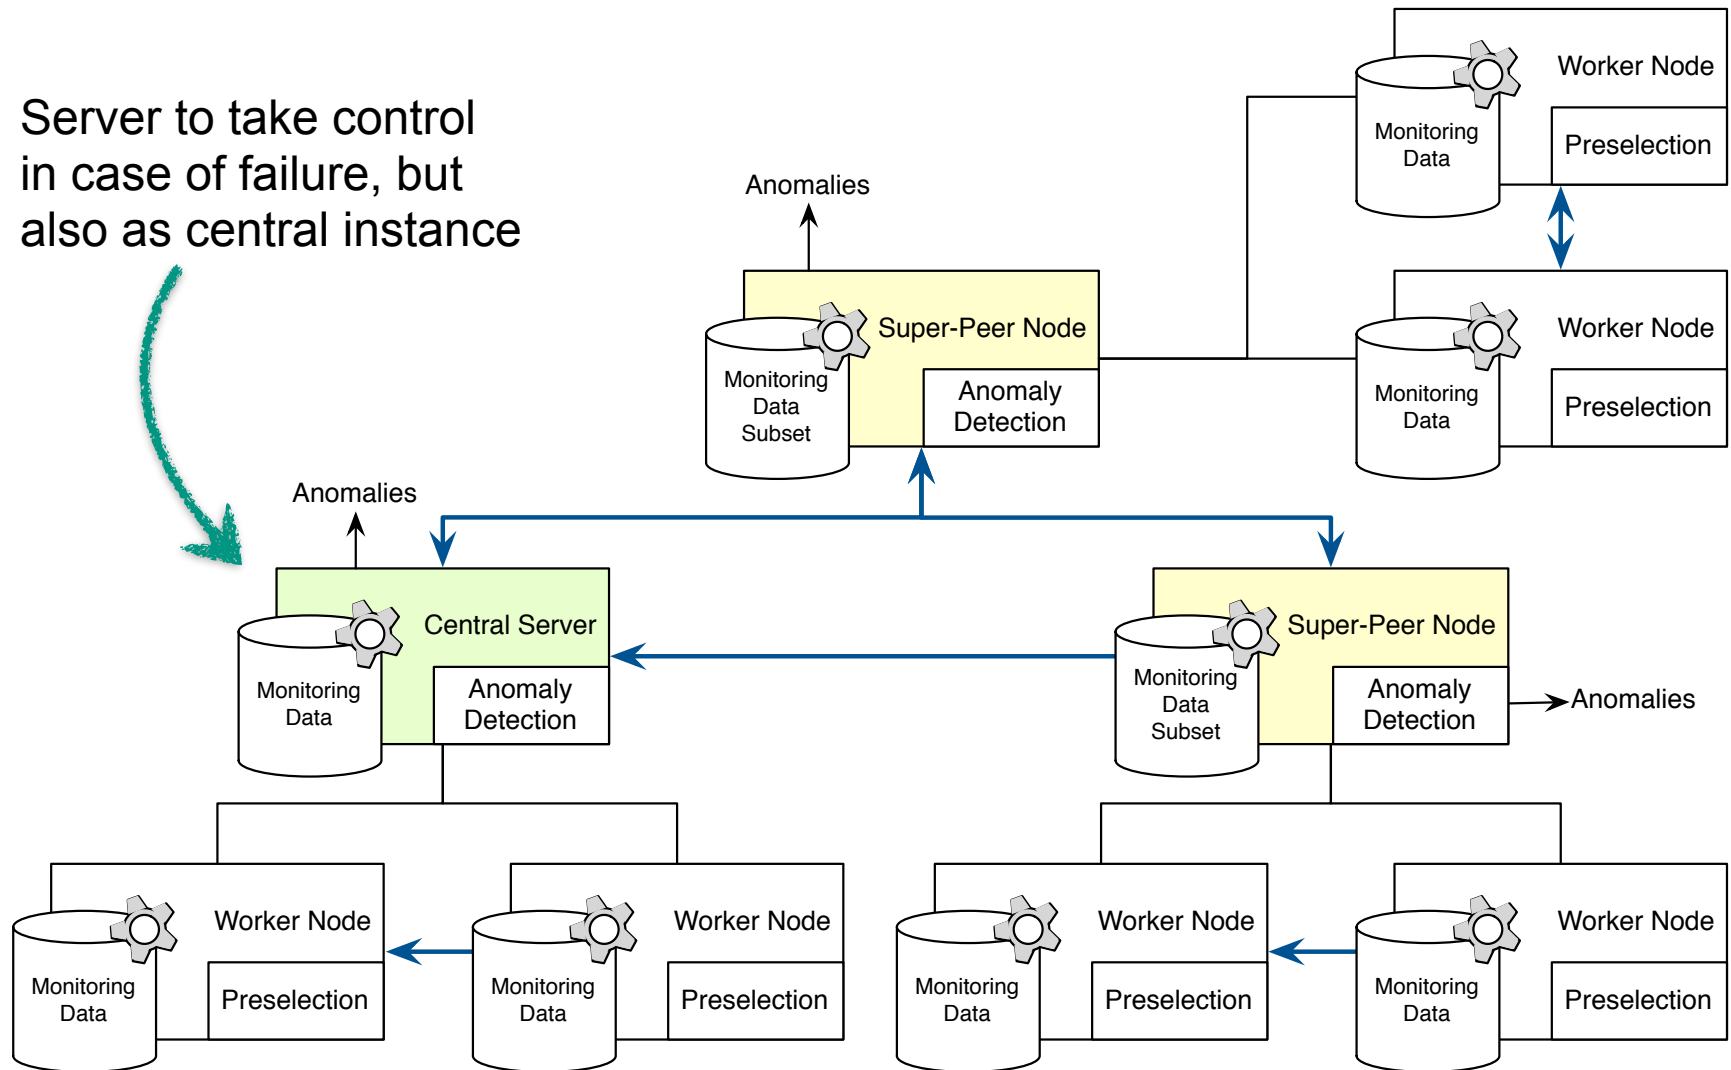 Server to take control
in case of failure, but
also as central instance
Worker Node
Monitoring
Data
Preselection
Anomalies
Super-Peer Node
Monitoring
Data
Subset
Anomaly
Detection
Worker Node
Monitoring
Data
Preselection
Anomalies
Central Server
Monitoring
Data
Anomaly
Detection
Super-Peer Node
Monitoring
Data
Subset
Anomaly
Detection
Anomalies
Worker Node
Monitoring
Data
Preselection
Worker Node
Monitoring
Data
Preselection
Worker Node
Monitoring
Data
Preselection
Worker Node
Monitoring
Data
Preselection